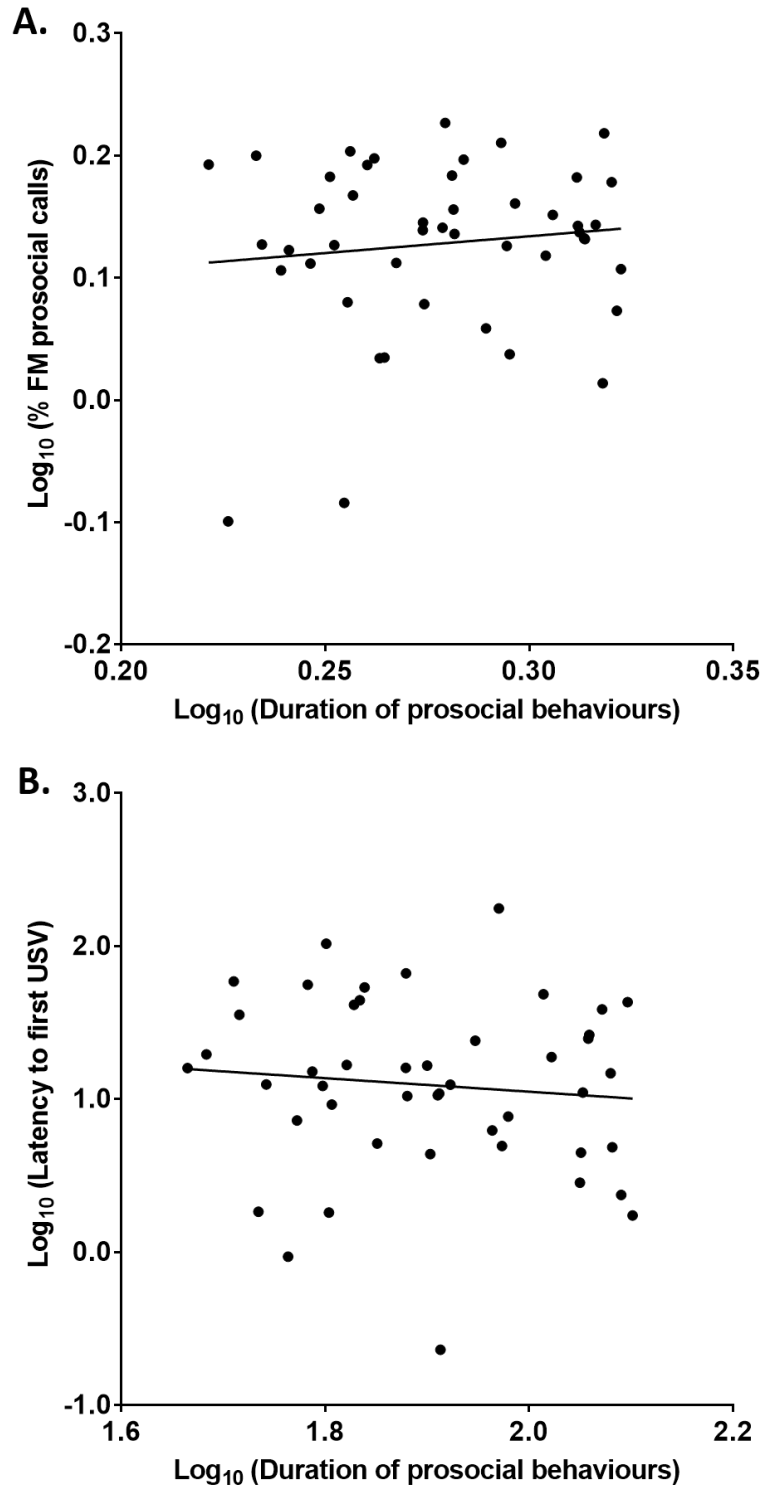 A.
0.3
0.2
0.1
0.0
-0.1
-0.2
Log10 (% FM prosocial calls)
0.20 0.25 0.30 0.35
Log10 (Duration of prosocial behaviours)
B.
3.0
2.0
1.0
0.0
-1.0
Log10 (Latency to first USV)
1.6 1.8 2.0 2.2
Log10 (Duration of prosocial behaviours)